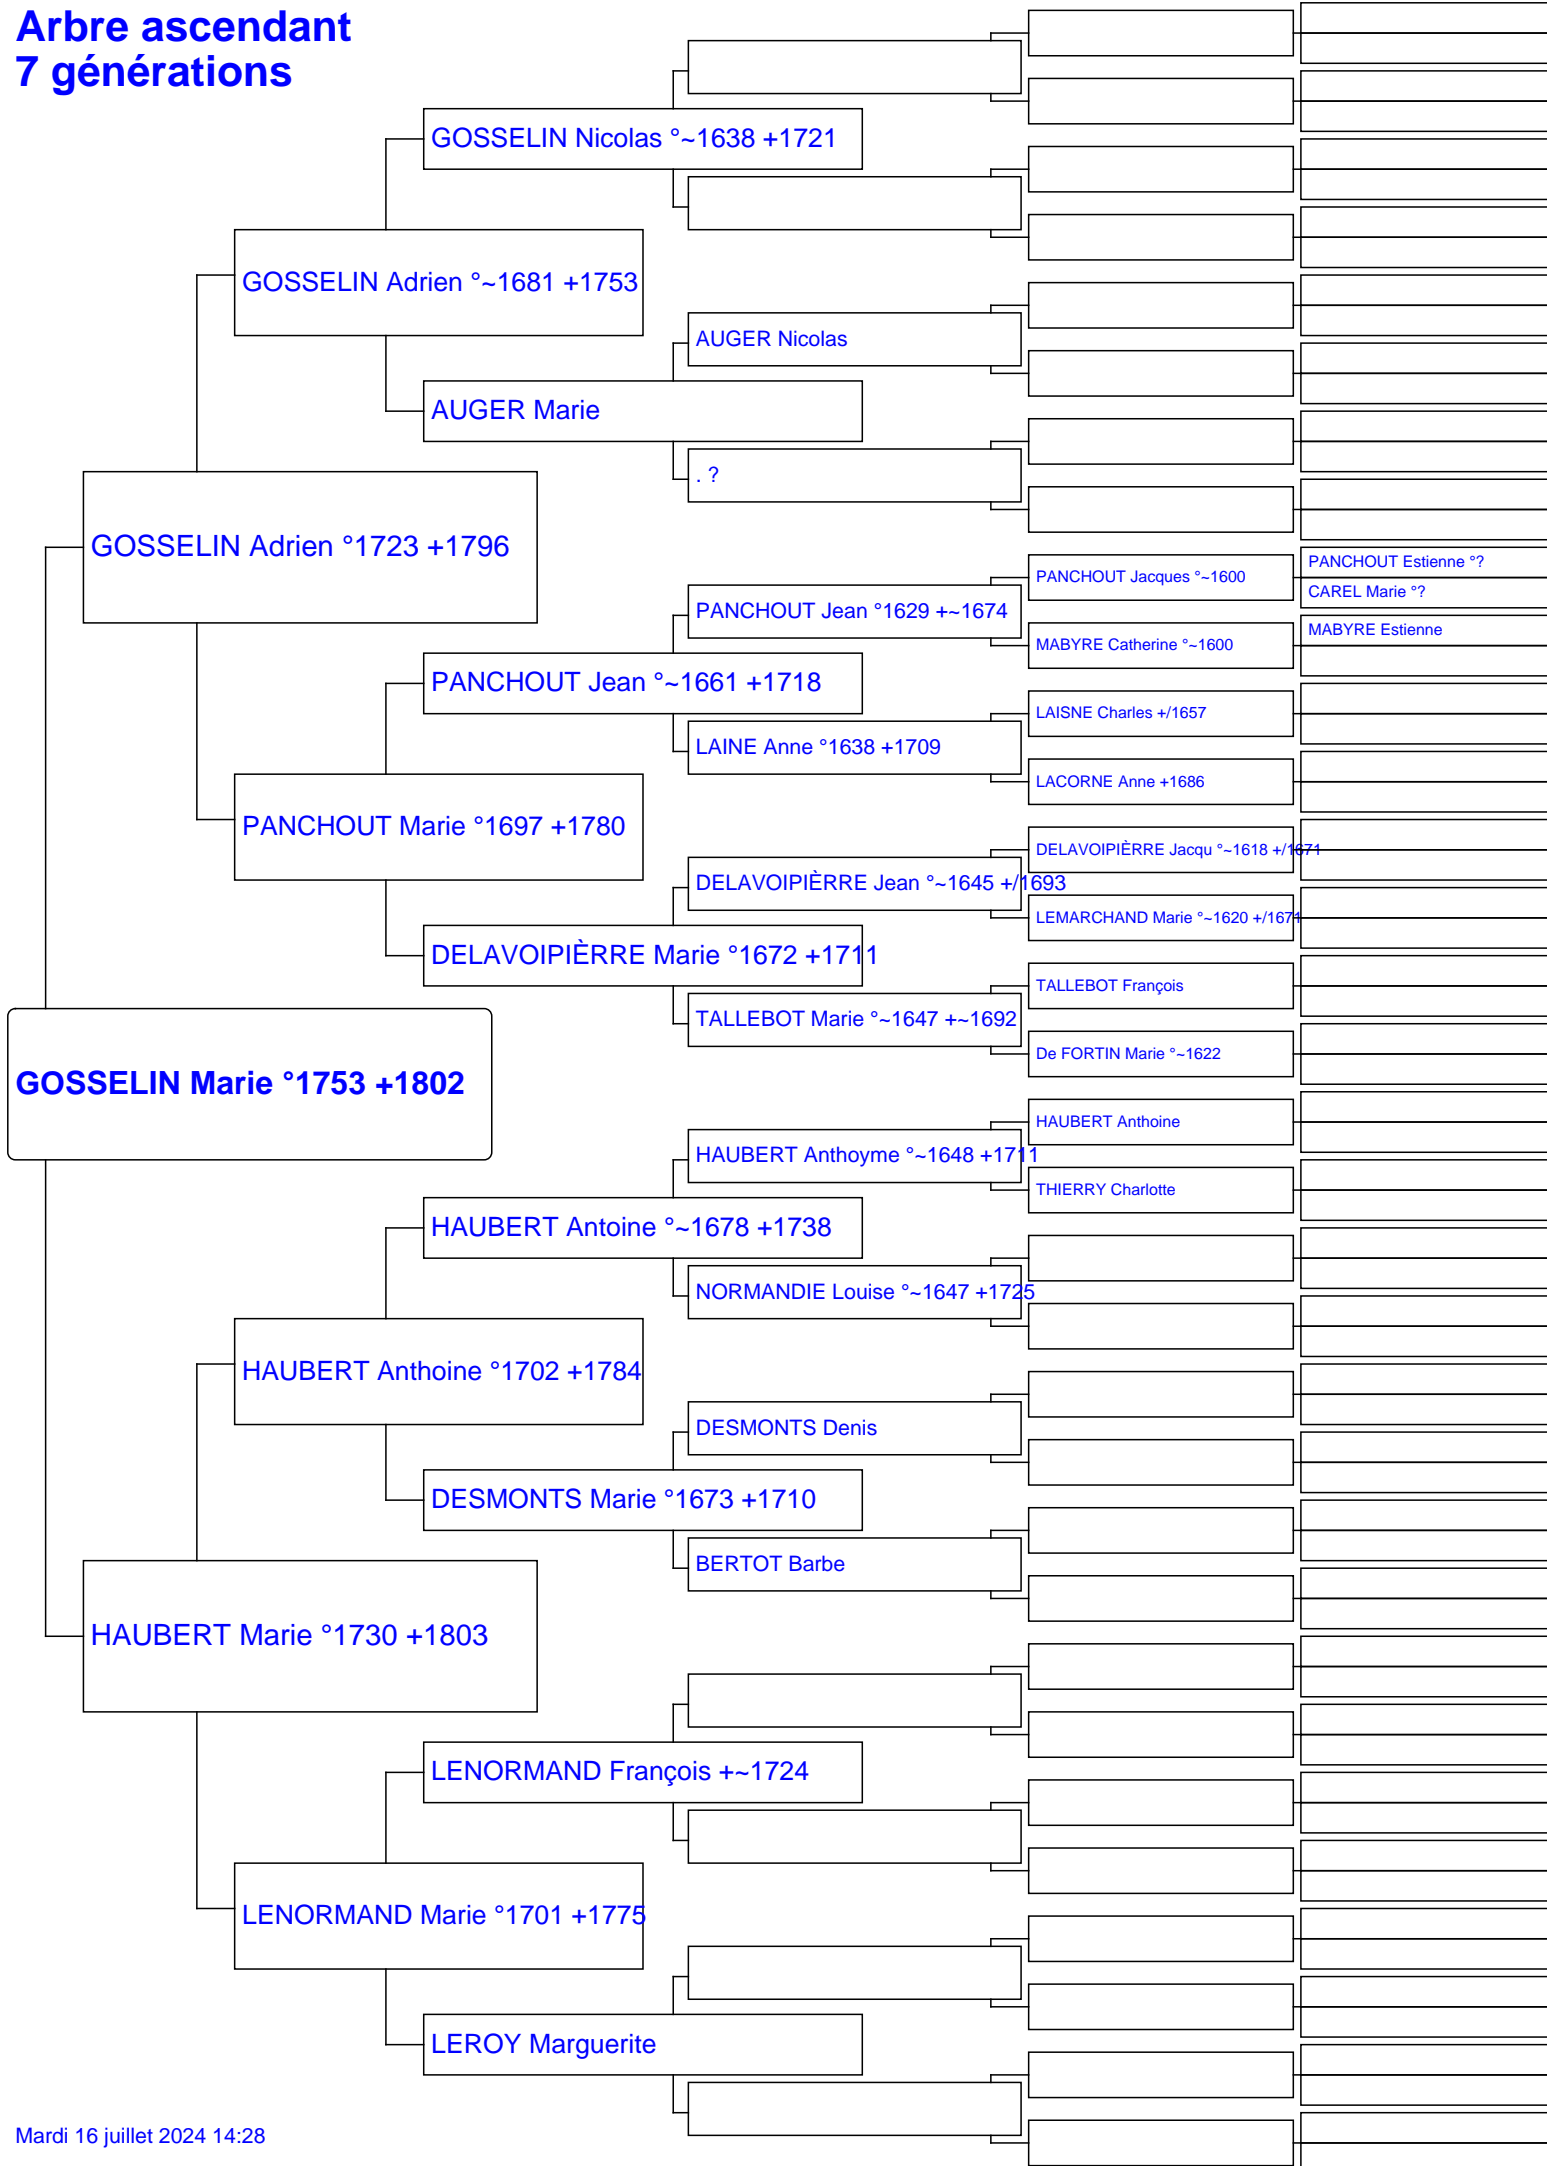 Arbre ascendant
7 générations
GOSSELIN Nicolas °~1638 +1721
GOSSELIN Adrien °~1681 +1753
AUGER Nicolas
AUGER Marie
. ?
GOSSELIN Adrien °1723 +1796
PANCHOUT Estienne °?
PANCHOUT Jacques °~1600
CAREL Marie °?
PANCHOUT Jean °1629 +~1674
MABYRE Estienne
MABYRE Catherine °~1600
PANCHOUT Jean °~1661 +1718
LAISNE Charles +/1657
LAINE Anne °1638 +1709
LACORNE Anne +1686
PANCHOUT Marie °1697 +1780
DELAVOIPIÈRRE Jacqu °~1618 +/1671
DELAVOIPIÈRRE Jean °~1645 +/1693
LEMARCHAND Marie °~1620 +/1671
DELAVOIPIÈRRE Marie °1672 +1711
TALLEBOT François
TALLEBOT Marie °~1647 +~1692
De FORTIN Marie °~1622
GOSSELIN Marie °1753 +1802
HAUBERT Anthoine
HAUBERT Anthoyme °~1648 +1711
THIERRY Charlotte
HAUBERT Antoine °~1678 +1738
NORMANDIE Louise °~1647 +1725
HAUBERT Anthoine °1702 +1784
DESMONTS Denis
DESMONTS Marie °1673 +1710
BERTOT Barbe
HAUBERT Marie °1730 +1803
LENORMAND François +~1724
LENORMAND Marie °1701 +1775
LEROY Marguerite
Mardi 16 juillet 2024 14:28